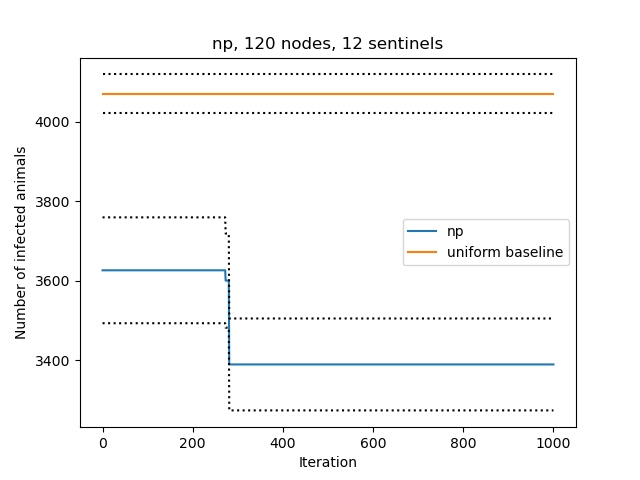 np, 120 nodes, 12 sentinels
Number of infected animals
4000
3800
3600
3400
np
uniform baseline
0
200
400
600
800
1000
Iteration